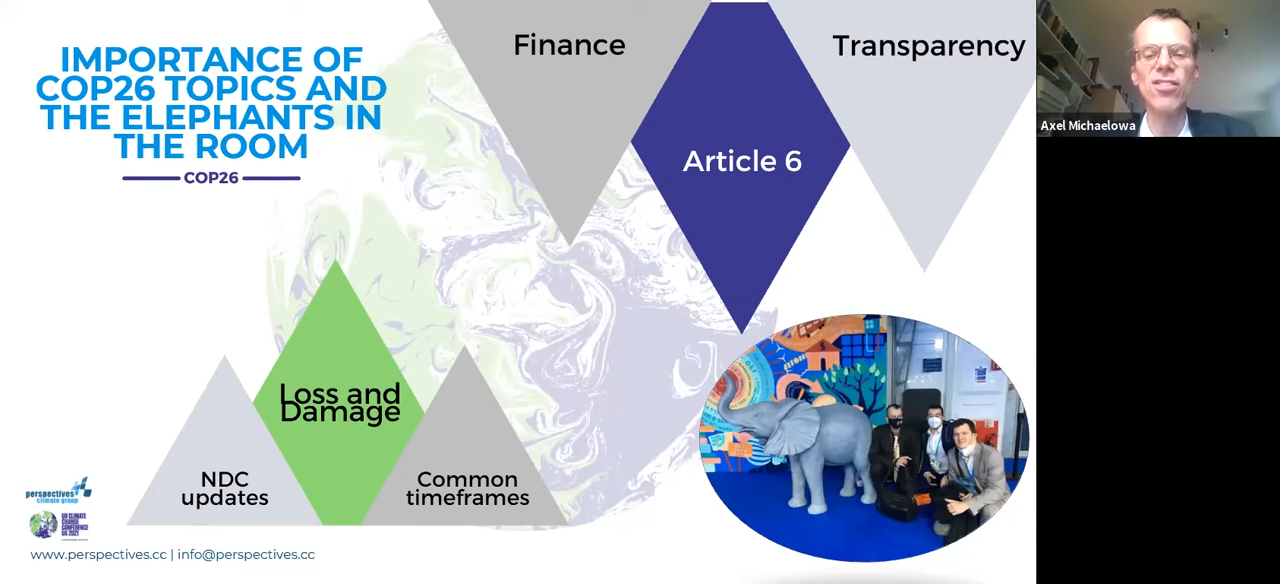 IMPORTANCE OF
COP26 TOPICS AND
THE ELEPHANTS IN
THE ROOM
COP26
Finance
Article 6
Transparency
Axel Michaelowa
Loss and
Damage
NDC
updates
Common
timeframes
perspectives
climate group
UN CLIMATE
CHANGE
CONFERENCE
UK 2021
www.perspectives.cc | info@perspectives.cc